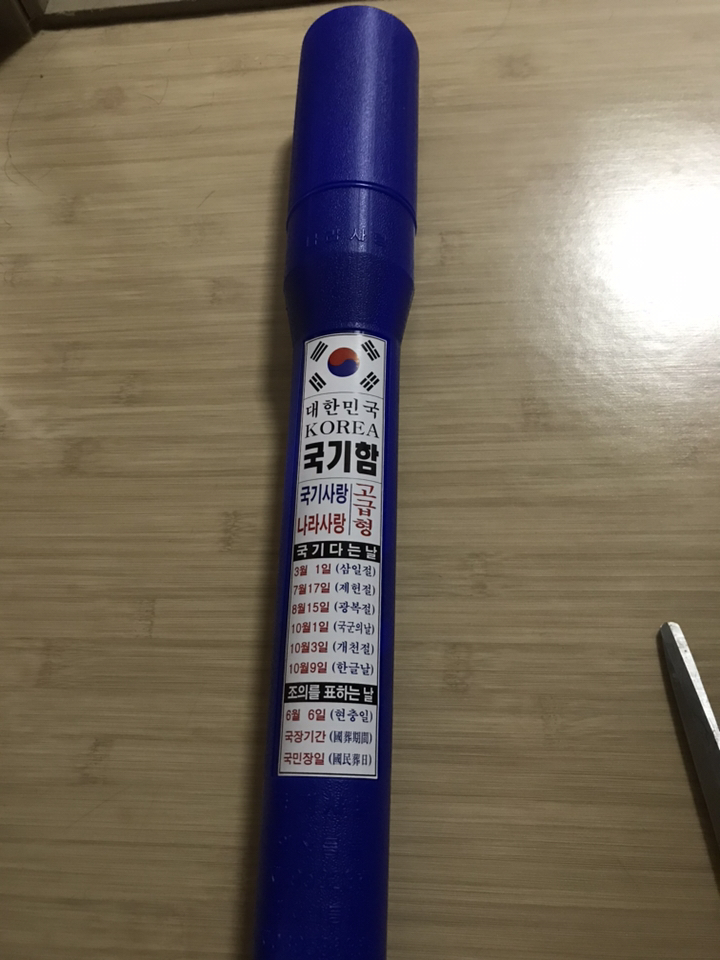 대한민국
KOREA
국기함
국기사랑
나라사랑
고급형
국기다는날
3월 1일 (삼일절)
7월17일 (제헌절)
8월15일 (광복절)
10월1일 (국군의날)
10월3일 (개천절)
10월9일 (한글날)
조의를 표하는 날
6월 6일 (현충일)
국장기간 (國葬期間)
국민장일 (國民葬日)